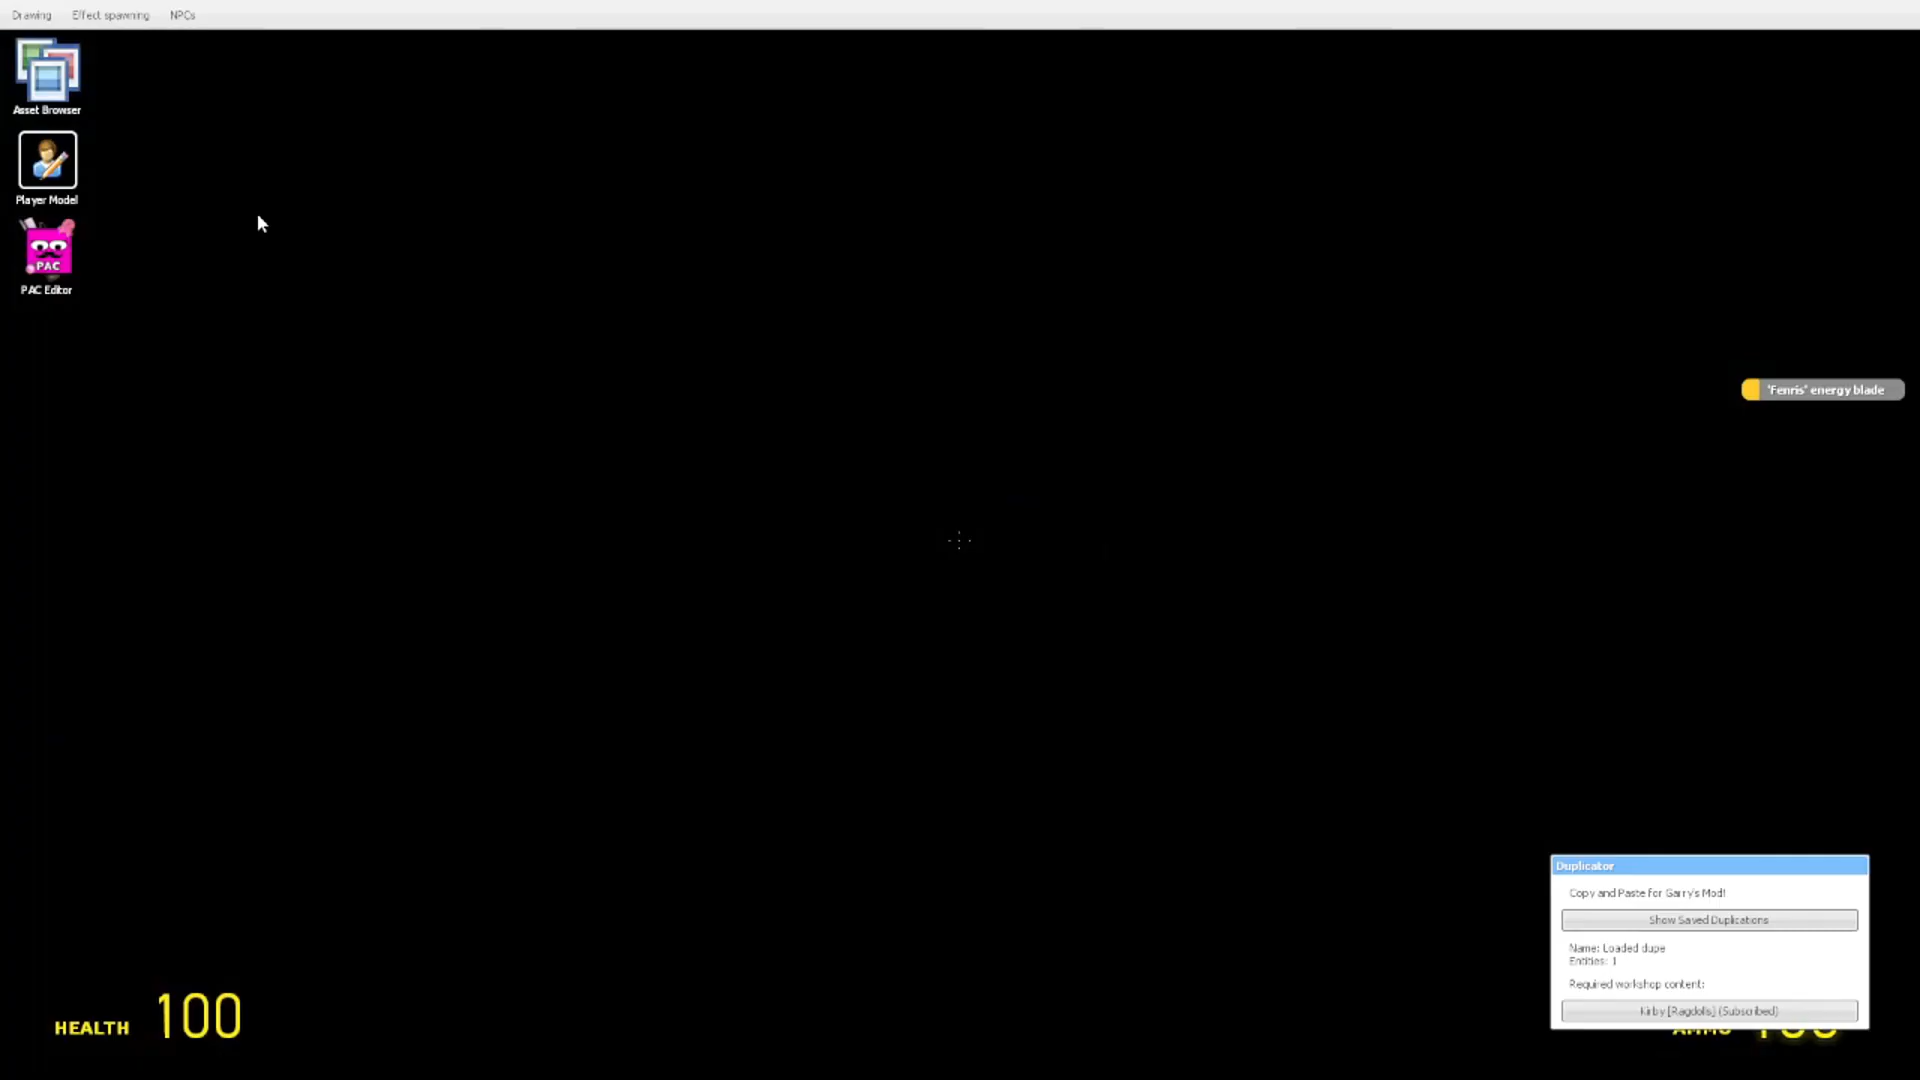 Drawing Effect spawning NPCs
Asset Browser
Player Model
PAC
PAC Editor
'Fenris' energy blade
Duplicator
Copy and Paste for Garry's Mod!
Show Saved Duplications
Name: Loaded dupe
Entities: 1
Required workshop content:
Kirby [Ragdolls] (Subscribed)
HEALTH 100
AMMO